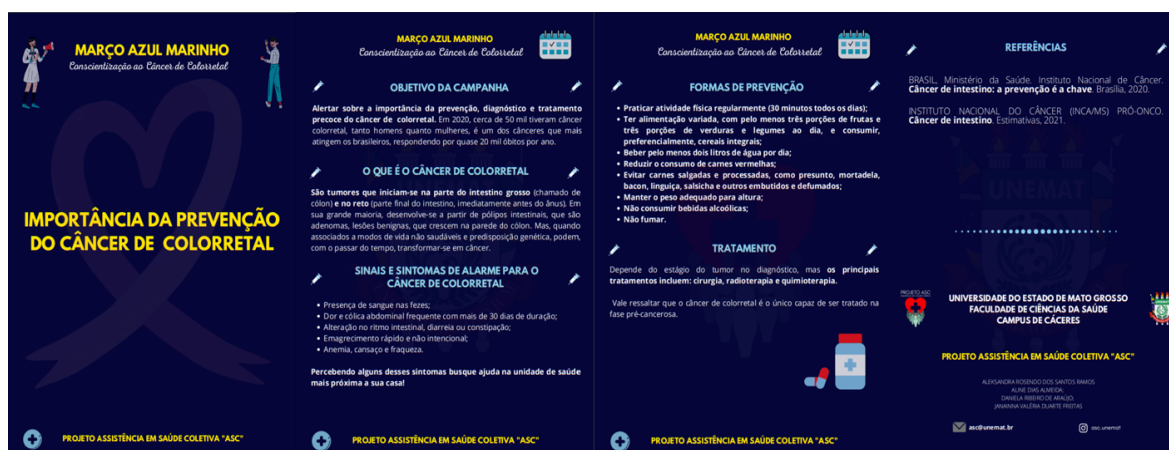 MARÇO AZUL MARINHO
Conscientização ao Câncer de Colorretal
IMPORTÂNCIA DA PREVENÇÃO
DO CÂNCER DE COLORRETAL
PROJETO ASSISTÊNCIA EM SAÚDE COLETIVA "ASC"
MARÇO AZUL MARINHO
Conscientização ao Câncer de Colorretal
OBJETIVO DA CAMPANHA
Alertar sobre a importância da prevenção, diagnóstico e tratamento
precoce do câncer de colorretal. Em 2020, cerca de 50 mil tiveram câncer
colorretal, tanto homens quanto mulheres, é um dos cânceres que mais
atingem os brasileiros, respondendo por quase 20 mil óbitos por ano.
O QUE É O CÂNCER DE COLORRETAL
São tumores que iniciam-se na parte do intestino grosso (chamado de
cólon) e no reto (parte final do intestino, imediatamente antes do ânus). Em
sua grande maioria, desenvolve-se a partir de pólipos intestinais, que são
adenomas, lesões benignas, que crescem na parede do cólon. Mas, quando
associados a modos de vida não saudáveis e predisposição genética, podem,
com o passar do tempo, transformar-se em câncer.
SINAIS E SINTOMAS DE ALARME PARA O
CÂNCER DE COLORRETAL
• Presença de sangue nas fezes;
• Dor e cólica abdominal frequente com mais de 30 dias de duração;
• Alteração no ritmo intestinal, diarreia ou constipação;
• Emagrecimento rápido e não intencional;
• Anemia, cansaço e fraqueza.
Percebendo alguns desses sintomas busque ajuda na unidade de saúde
mais próxima a sua casa!
PROJETO ASSISTÊNCIA EM SAÚDE COLETIVA "ASC"
MARÇO AZUL MARINHO
Conscientização ao Câncer de Colorretal
FORMAS DE PREVENÇÃO
• Praticar atividade física regularmente (30 minutos todos os dias);
• Ter alimentação variada, com pelo menos três porções de frutas e
três porções de verduras e legumes ao dia, e consumir,
preferencialmente, cereais integrais;
• Beber pelo menos dois litros de água por dia;
• Reduzir o consumo de carnes vermelhas;
• Evitar carnes salgadas e processadas, como presunto, mortadela,
bacon, linguiça, salsicha e outros embutidos e defumados;
• Manter o peso adequado para altura;
• Não consumir bebidas alcoólicas;
• Não fumar.
TRATAMENTO
Depende do estágio do tumor no diagnóstico, mas os principais
tratamentos incluem: cirurgia, radioterapia e quimioterapia.
Vale ressaltar que o câncer de colorretal é o único capaz de ser tratado na
fase pré-cancerosa.
PROJETO ASSISTÊNCIA EM SAÚDE COLETIVA "ASC"
REFERÊNCIAS
BRASIL, Ministério da Saúde. Instituto Nacional de Câncer.
Câncer de intestino: a prevenção é a chave. Brasília, 2020.
INSTITUTO NACIONAL DO CÂNCER (INCA/MS) PRÓ-ONCO.
Câncer de intestino. Estimativas, 2021.
UNEMAT
PROJETO ASC
UNIVERSIDADE DO ESTADO DE MATO GROSSO
FACULDADE DE CIÊNCIAS DA SAÚDE
CAMPUS DE CÁCERES
PROJETO ASSISTÊNCIA EM SAÚDE COLETIVA "ASC"
ALEKSANDRA ROSENDO DOS SANTOS RAMOS
ALINE DIAS ALMEIDA;
DANIELA RIBEIRO DE ARAÚJO;
JANAINNA VALÉRIA DUARTE FREITAS
asc@unemat.br
asc.unemat